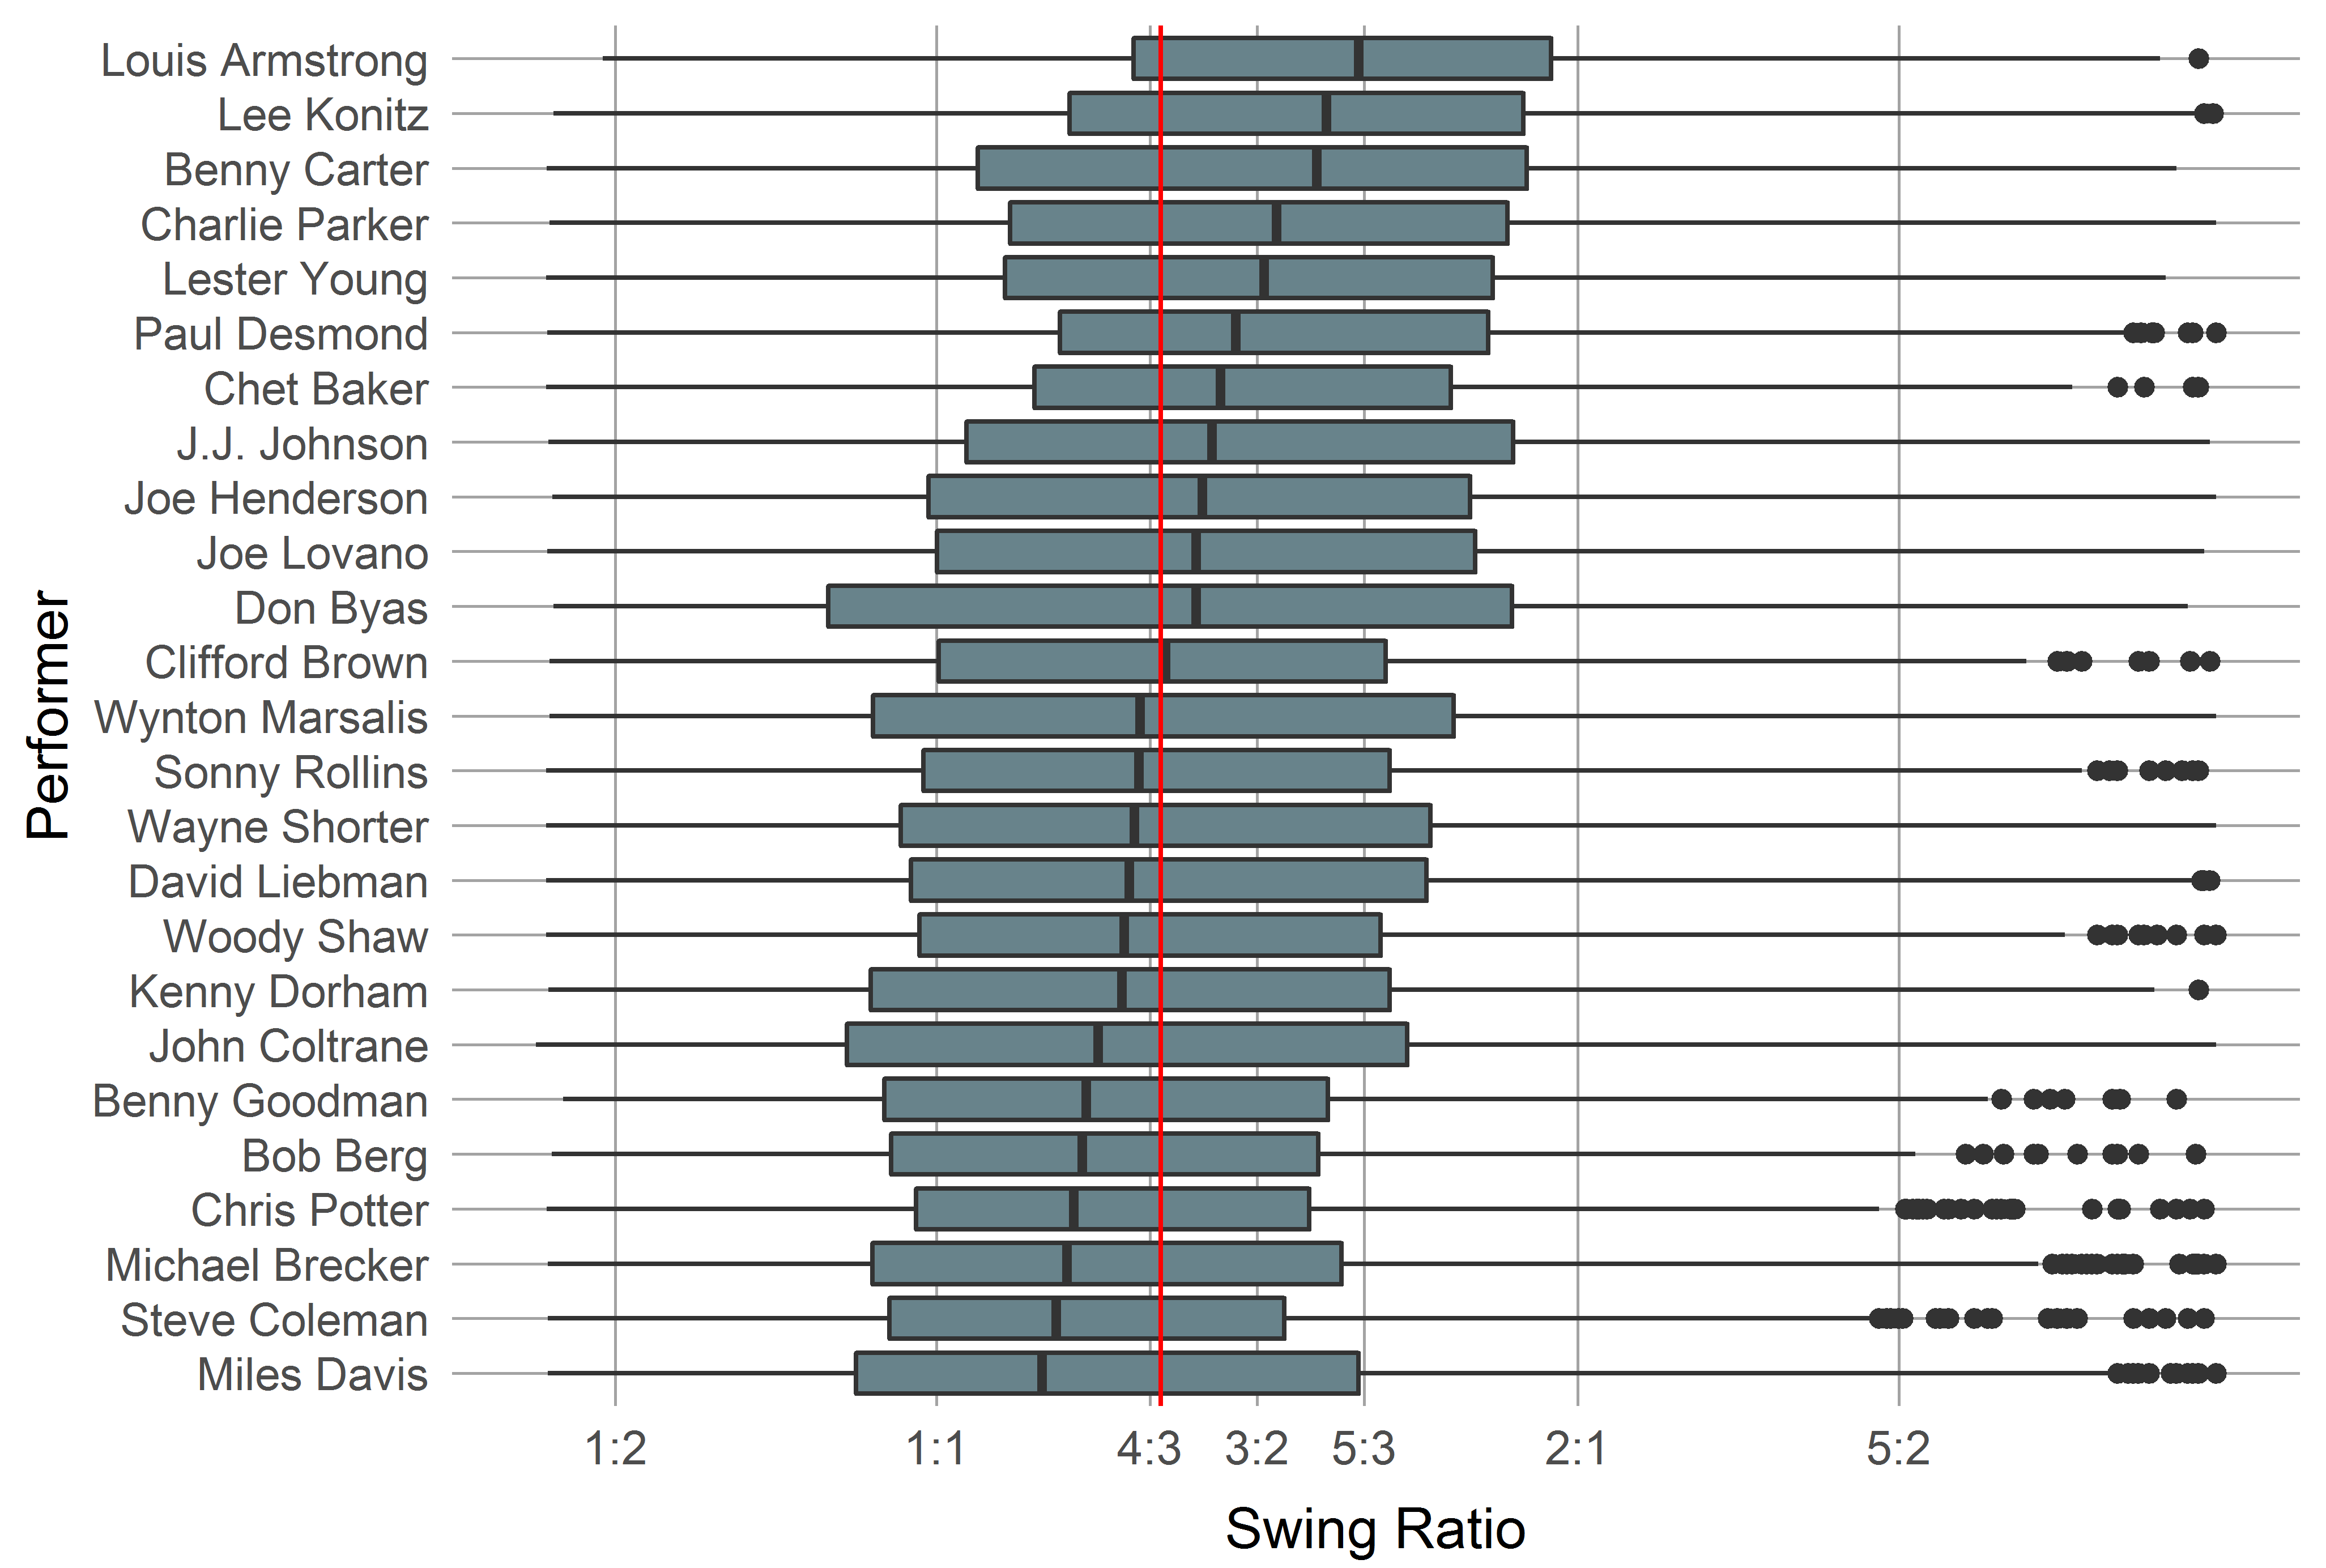 Louis Armstrong
Lee Konitz
Benny Carter
Charlie Parker
Lester Young
Paul Desmond
Chet Baker
J.J. Johnson
Joe Henderson
Joe Lovano
Don Byas
Clifford Brown
Wynton Marsalis
Sonny Rollins
Wayne Shorter
David Liebman
Woody Shaw
Kenny Dorham
John Coltrane
Benny Goodman
Bob Berg
Chris Potter
Michael Brecker
Steve Coleman
Miles Davis
Performer
1:2 1:1 4:3 3:2 5:3 2:1 5:2
Swing Ratio